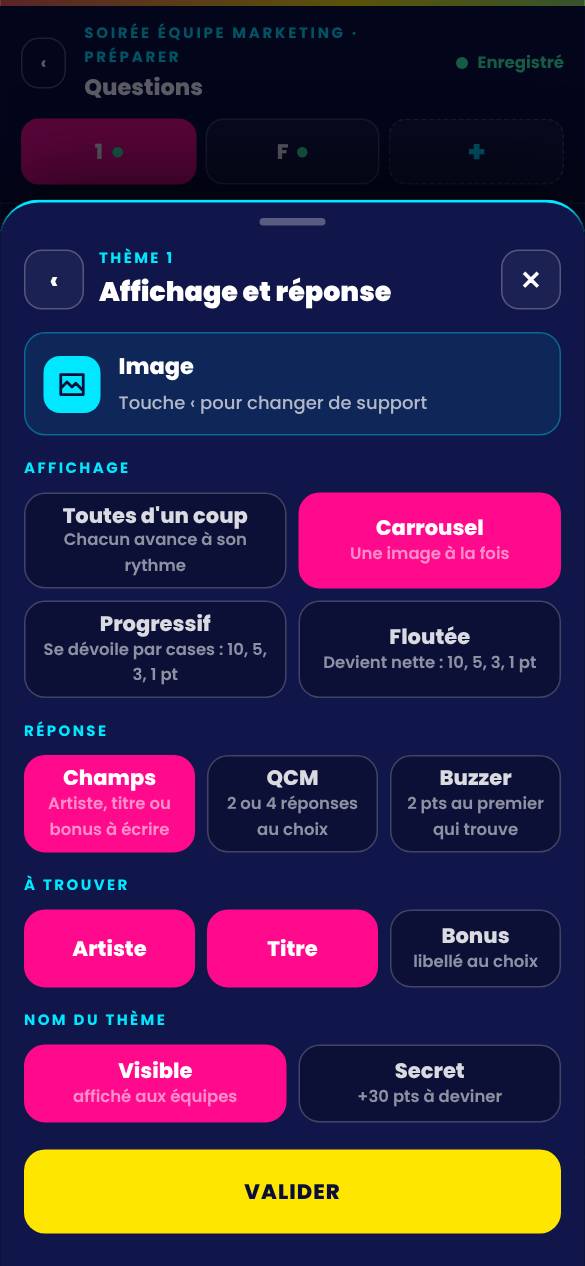 SOIRÉE ÉQUIPE MARKETING ·
PRÉPARER
‹
Questions
Enregistré
1
F
+
THÈME 1
‹
Affichage et réponse
✕
Image
Touche ‹ pour changer de support
AFFICHAGE
Toutes d'un coup
Chacun avance à son
rythme
Carrousel
Une image à la fois
Progressif
Se dévoile par cases : 10, 5,
3, 1 pt
Floutée
Devient nette : 10, 5, 3, 1 pt
RÉPONSE
Champs
Artiste, titre ou
bonus à écrire
QCM
2 ou 4 réponses
au choix
Buzzer
2 pts au premier
qui trouve
À TROUVER
Artiste
Titre
Bonus
libellé au choix
NOM DU THÈME
Visible
affiché aux équipes
Secret
+30 pts à deviner
VALIDER